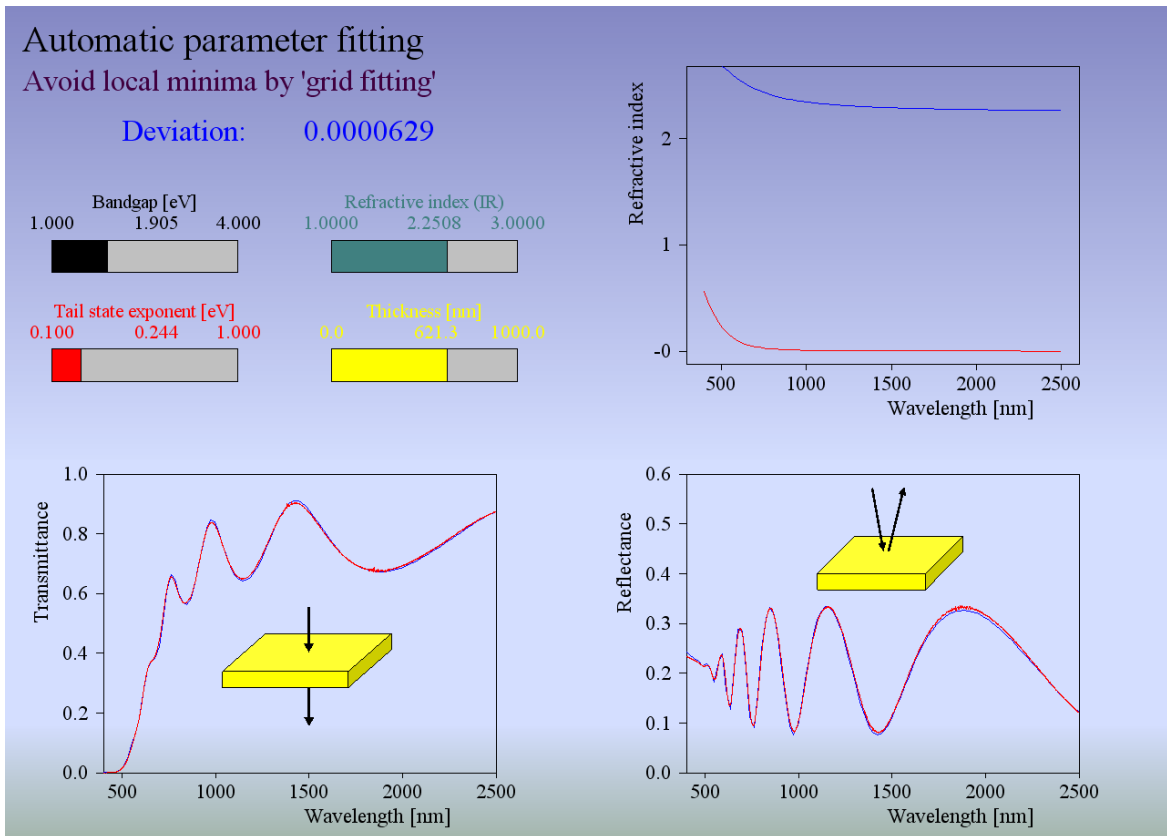 Automatic parameter fitting
Avoid local minima by 'grid fitting'
Deviation: 0.0000629
Bandgap [eV]
1.000 1.905 4.000
Refractive index (IR)
1.0000 2.2508 3.0000
Tail state exponent [eV]
0.100 0.244 1.000
Thickness [nm]
0.0 621.3 1000.0
Refractive index
2
1
-0
500 1000 1500 2000 2500
Wavelength [nm]
Transmittance
1.0
0.8
0.6
0.4
0.2
0.0
500 1000 1500 2000 2500
Wavelength [nm]
Reflectance
0.6
0.5
0.4
0.3
0.2
0.1
0.0
500 1000 1500 2000 2500
Wavelength [nm]